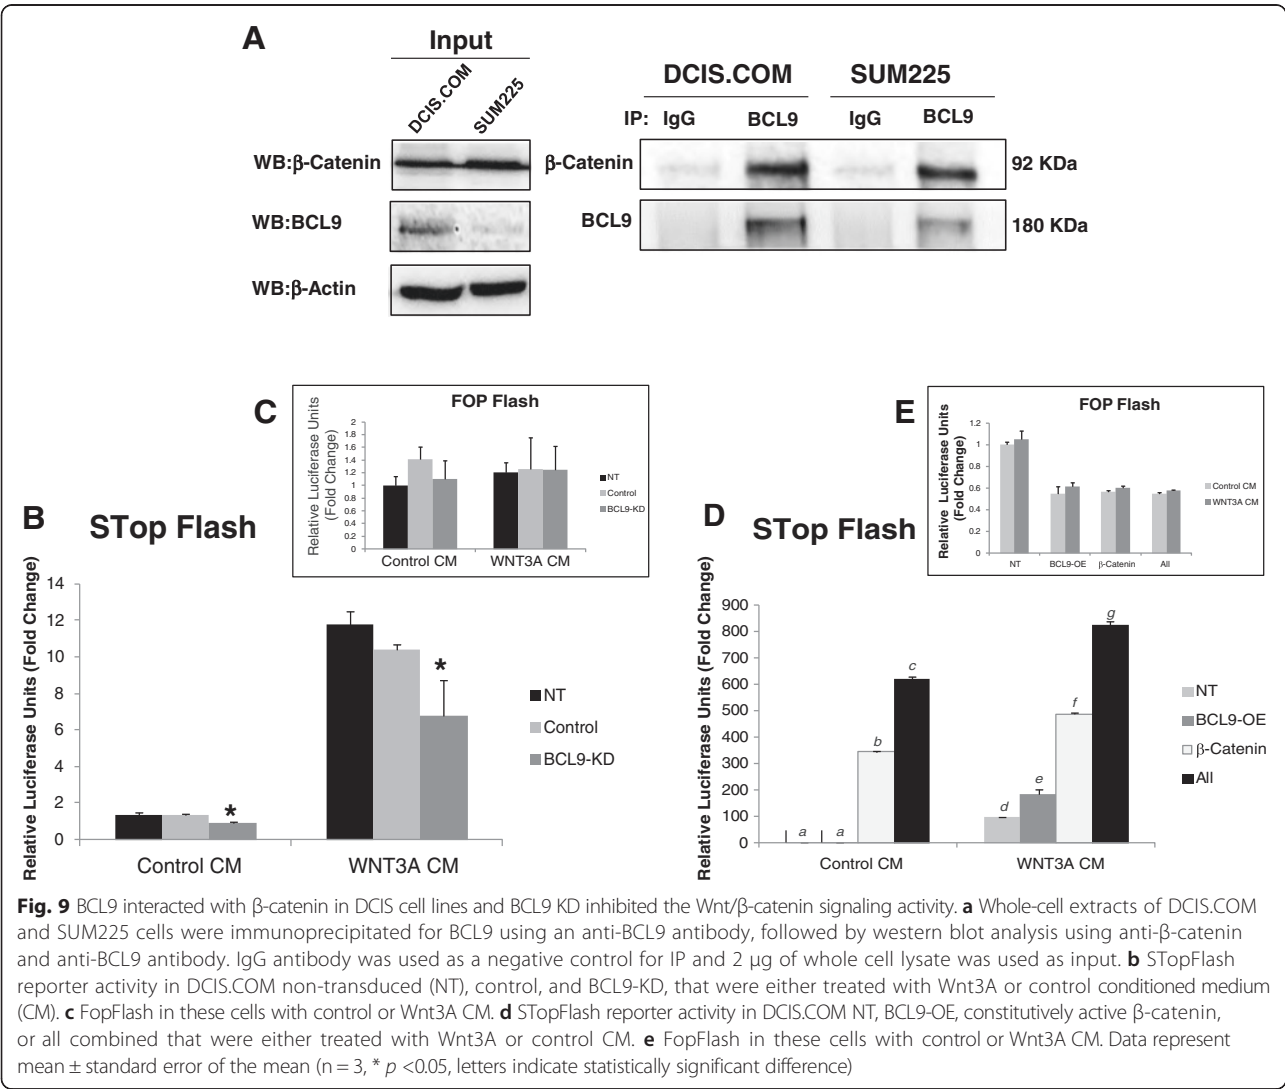 A
Input
DCIS.COM
SUM225
WB:β-Catenin
WB:BCL9
WB:β-Actin
DCIS.COM
SUM225
IP: IgG BCL9 IgG BCL9
β-Catenin
92 KDa
BCL9
180 KDa
C
FOP Flash
Relative Luciferase Units
(Fold Change)
2
1.8
1.6
1.4
1.2
1
0.8
0.6
0.4
0.2
0
Control CM
WNT3A CM
NT
Control
BCL9-KD
B
STop Flash
Relative Luciferase Units (Fold Change)
14
12
10
8
6
4
2
0
*
*
Control CM
WNT3A CM
NT
Control
BCL9-KD
E
FOP Flash
Relative Luciferase Units
(Fold Change)
1.2
1
0.8
0.6
0.4
0.2
0
NT
BCL9-OE
β-Catenin
All
Control CM
WNT3A CM
D
STop Flash
Relative Luciferase Units (Fold Change)
900
800
700
600
500
400
300
200
100
0
a
a
b
c
d
e
f
g
Control CM
WNT3A CM
NT
BCL9-OE
β-Catenin
All
Fig. 9 BCL9 interacted with β-catenin in DCIS cell lines and BCL9 KD inhibited the Wnt/β-catenin signaling activity. a Whole-cell extracts of DCIS.COM
and SUM225 cells were immunoprecipitated for BCL9 using an anti-BCL9 antibody, followed by western blot analysis using anti-β-catenin
and anti-BCL9 antibody. IgG antibody was used as a negative control for IP and 2 μg of whole cell lysate was used as input. b STopFlash
reporter activity in DCIS.COM non-transduced (NT), control, and BCL9-KD, that were either treated with Wnt3A or control conditioned medium
(CM). c FopFlash in these cells with control or Wnt3A CM. d STopFlash reporter activity in DCIS.COM NT, BCL9-OE, constitutively active β-catenin,
or all combined that were either treated with Wnt3A or control CM. e FopFlash in these cells with control or Wnt3A CM. Data represent
mean ± standard error of the mean (n = 3, * p <0.05, letters indicate statistically significant difference)